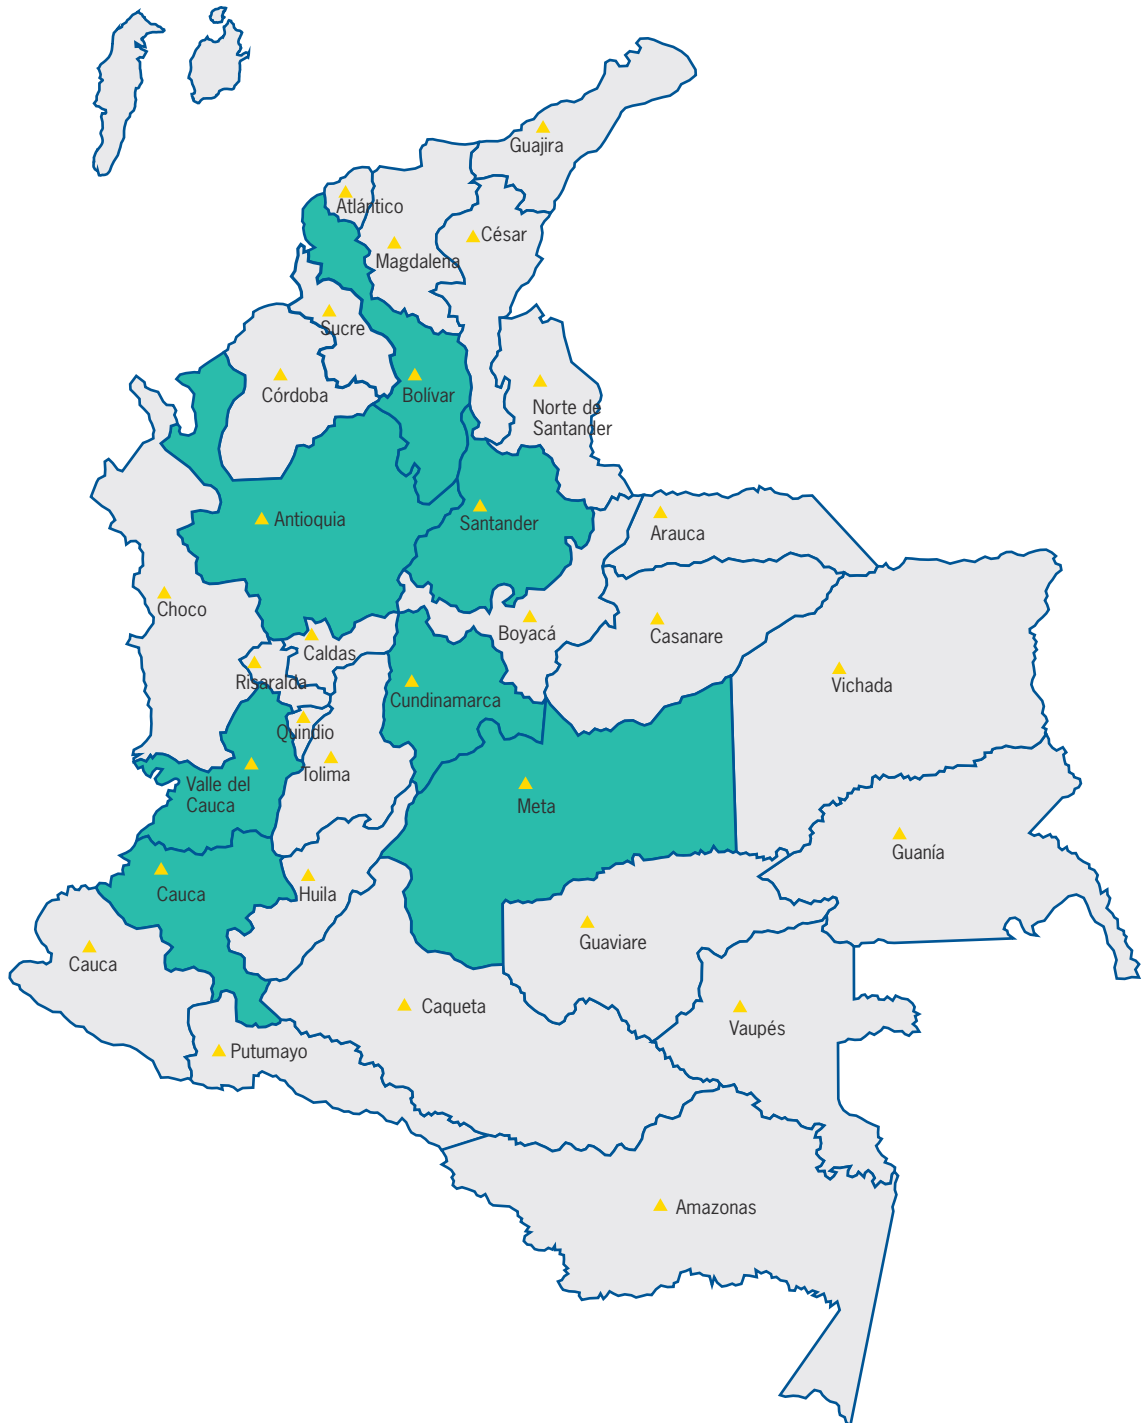 Guajira
Atlántico
César
Magdalena
Sucre
Córdoba
Bolívar
Norte de
Santander
Antioquia
Santander
Arauca
Choco
Boyacá
Casanare
Caldas
Risaralda
Cundinamarca
Vichada
Quindio
Tolima
Valle del
Cauca
Meta
Guanía
Cauca
Huila
Guaviare
Cauca
Caqueta
Vaupés
Putumayo
Amazonas